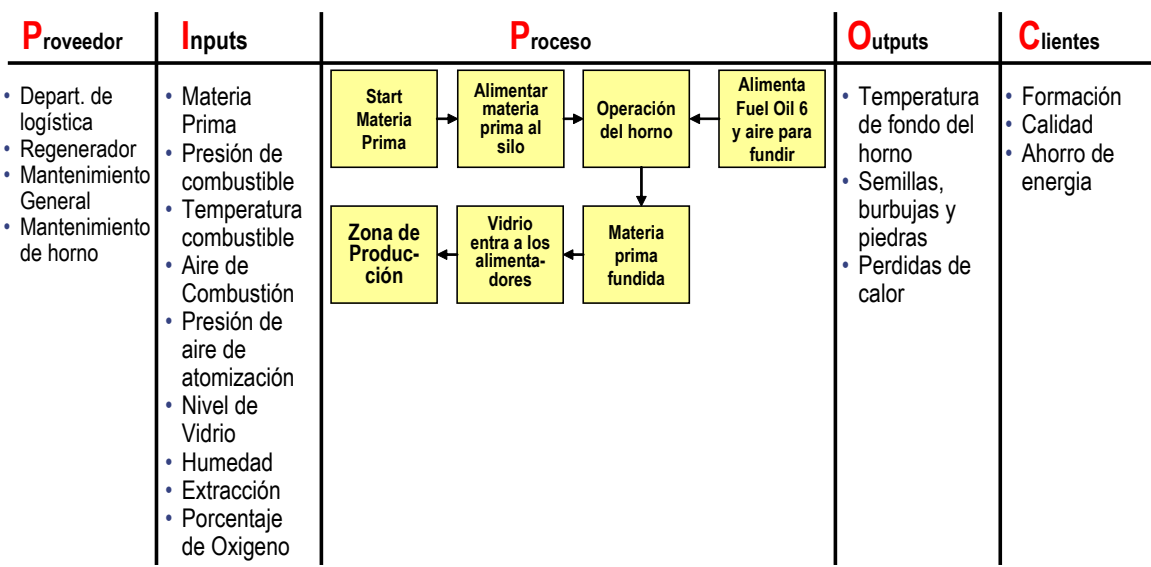 Proveedor
Inputs
Proceso
Outputs
Clientes
• Depart. de
logística
• Regenerador
• Mantenimiento
General
• Mantenimiento
de horno
• Materia
Prima
• Presión de
combustible
• Temperatura
combustible
• Aire de
Combustión
• Presión de
aire de
atomización
• Nivel de
Vidrio
• Humedad
• Extracción
• Porcentaje
de Oxigeno
Start
Materia
Prima
Alimentar
materia
prima al
silo
Operación
del horno
Alimenta
Fuel Oil 6
y aire para
fundir
Zona de
Produc-
ción
Vidrio
entra a los
alimenta-
dores
Materia
prima
fundida
• Temperatura
de fondo del
horno
• Semillas,
burbujas y
piedras
• Perdidas de
calor
• Formación
• Calidad
• Ahorro de
energia